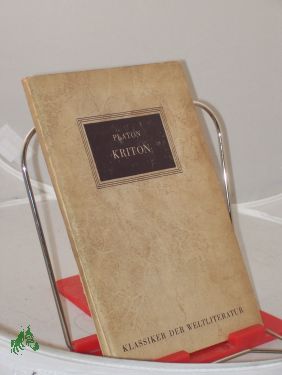 PLATON
KRITON
KLASSIKER DER WELTLITERATUR